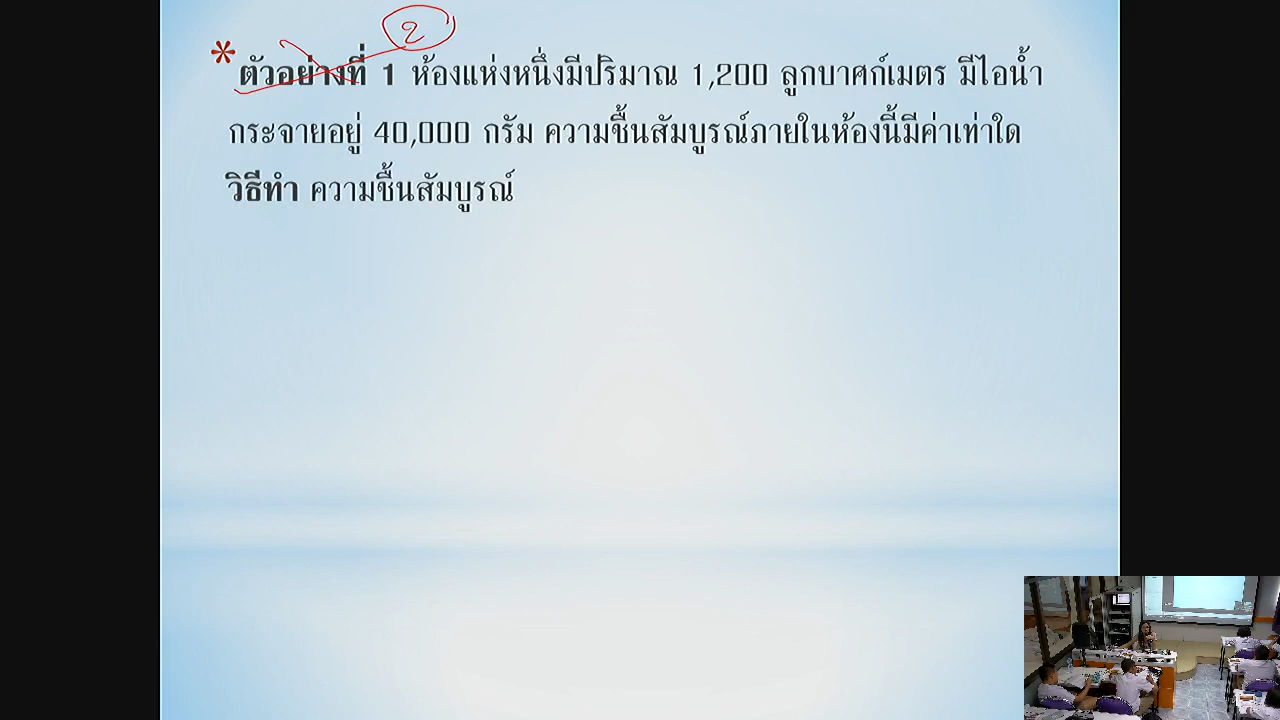 2
* ตัวอย่างที่ 1 ห้องแห่งหนึ่งมีปริมาณ 1,200 ลูกบาศก์เมตร มีไอน้ำ
กระจายอยู่ 40,000 กรัม ความชื้นสัมบูรณ์ภายในห้องนี้มีค่าเท่าใด
วิธีทำ ความชื้นสัมบูรณ์